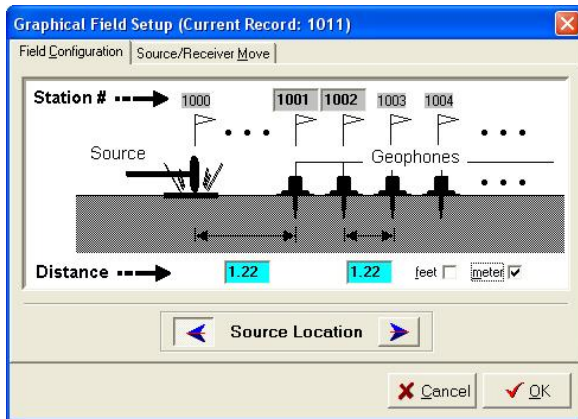 Graphical Field Setup (Current Record: 1011)
Field Configuration Source/Receiver Move
Station # 1000 1001 1002 1003 1004
Source Geophones
Distance 1.22 1.22 feet meter
Source Location
Cancel OK